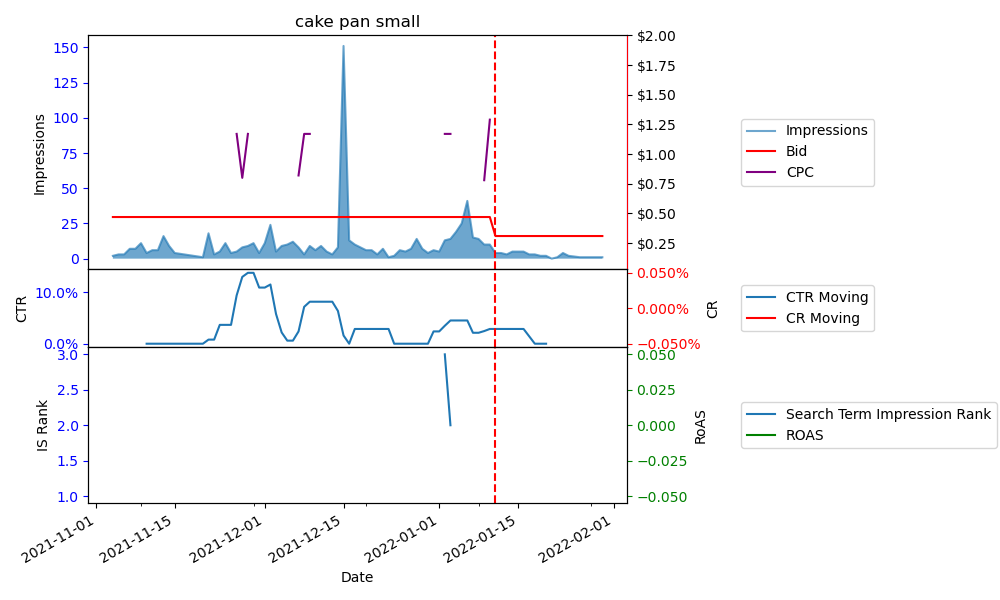 cake pan small
Impressions
150
125
100
75
50
25
0
$2.00
$1.75
$1.50
$1.25
$1.00
$0.75
$0.50
$0.25
Impressions
Bid
CPC
CTR
10.0%
0.0%
0.050%
0.000%
−0.050%
CR
CTR Moving
CR Moving
IS Rank
3.0
2.5
2.0
1.5
1.0
0.050
0.025
0.000
−0.025
−0.050
RoAS
Search Term Impression Rank
ROAS
2021-11-01
2021-11-15
2021-12-01
2021-12-15
2022-01-01
2022-01-15
2022-02-01
Date